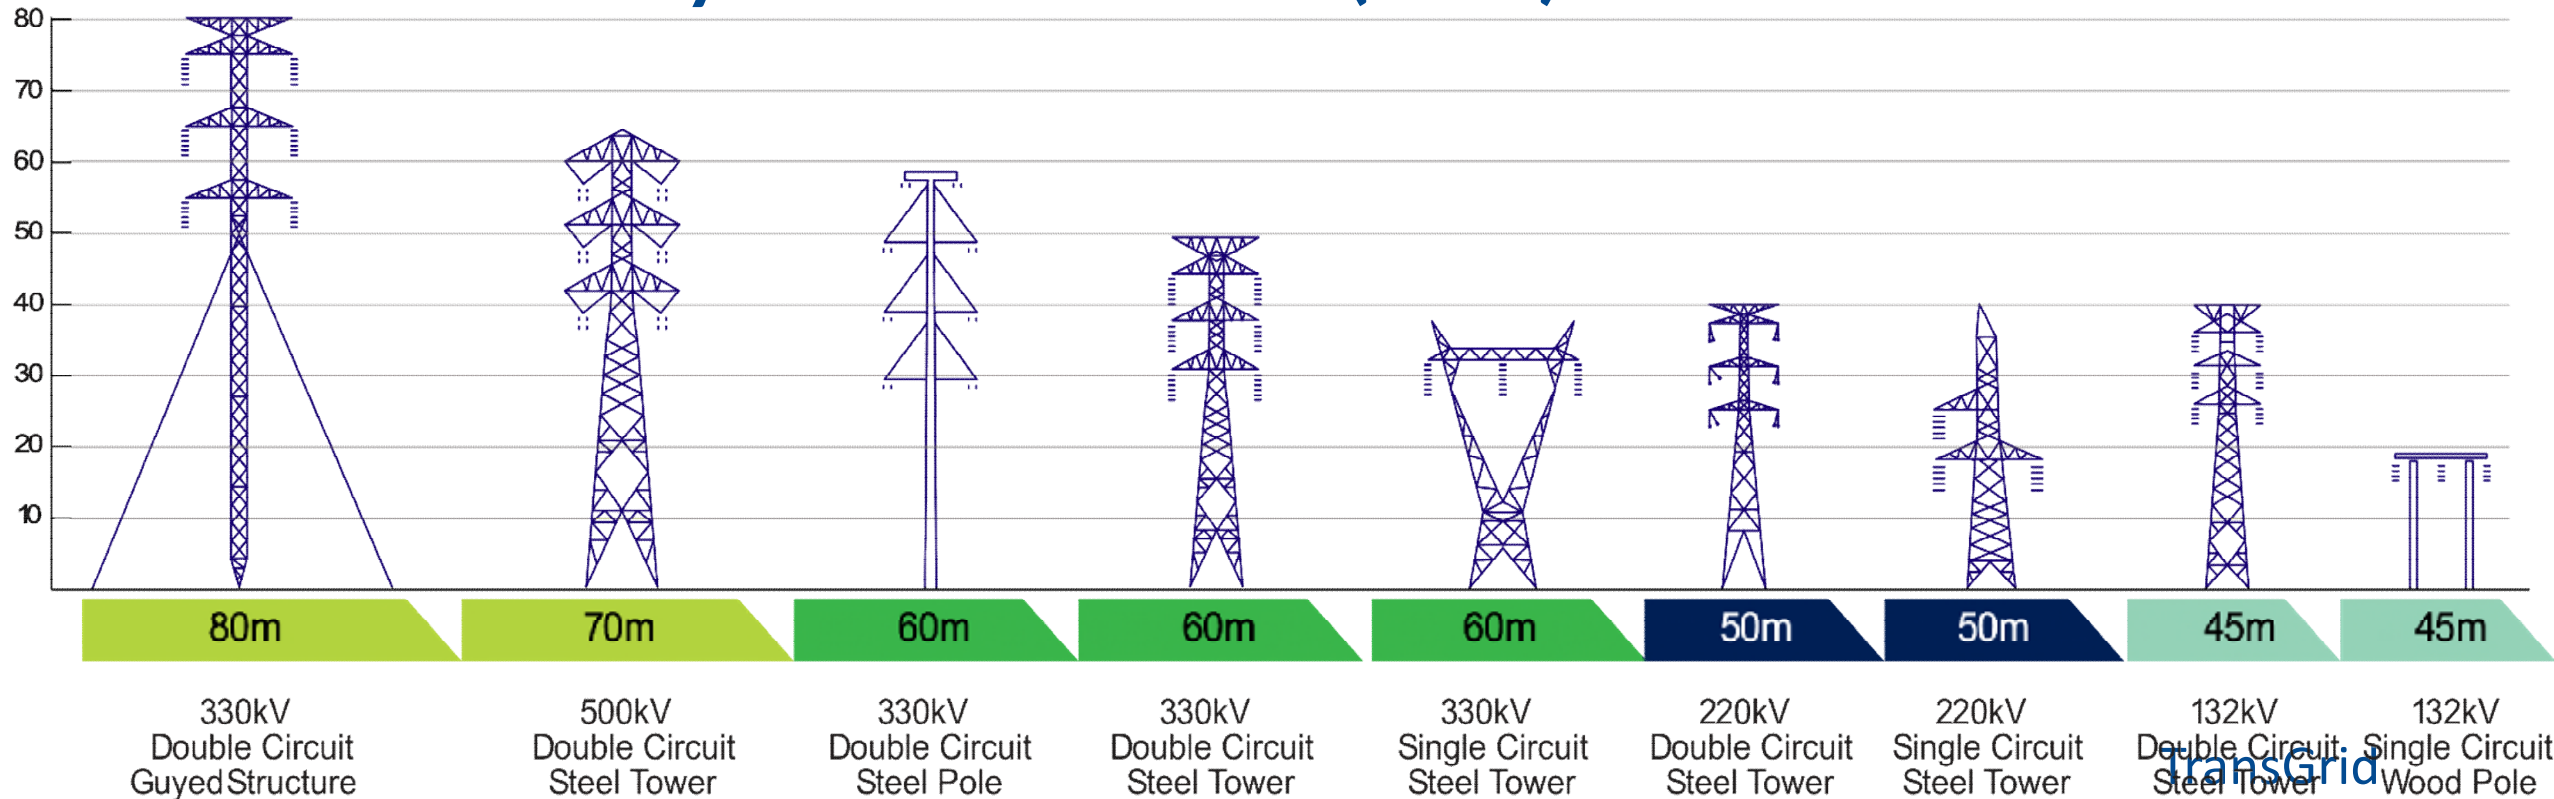 80
70
60
50
40
30
20
10
80m 70m 60m 60m 60m 50m 50m 45m 45m
330kV
Double Circuit
Guyed Structure
500kV
Double Circuit
Steel Tower
330kV
Double Circuit
Steel Pole
330kV
Double Circuit
Steel Tower
330kV
Single Circuit
Steel Tower
220kV
Double Circuit
Steel Tower
220kV
Single Circuit
Steel Tower
132kV
Double Circuit
Steel Tower
132kV
Single Circuit
Wood Pole
TransGrid